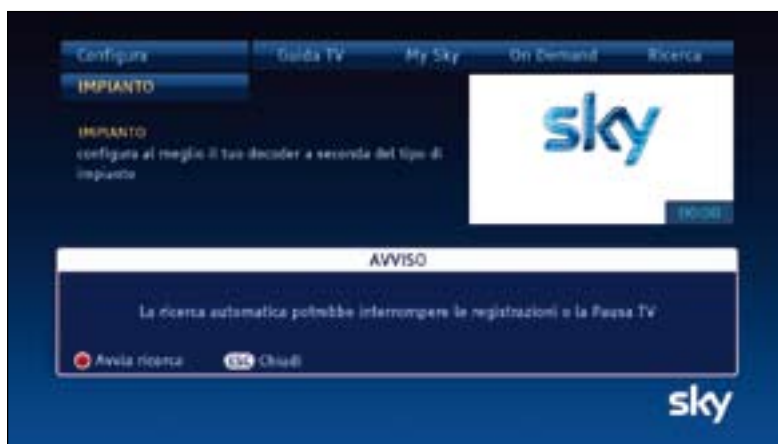 Configura Guida TV My Sky On Demand Ricerca
IMPIANTO
IMPIANTO
configura al meglio il tuo decoder a seconda del tipo di
impianto
sky
00:00
AVVISO
La ricerca automatica potrebbe interrompere le registrazioni o la Pausa TV
Avvia ricerca ESC Chiudi
sky